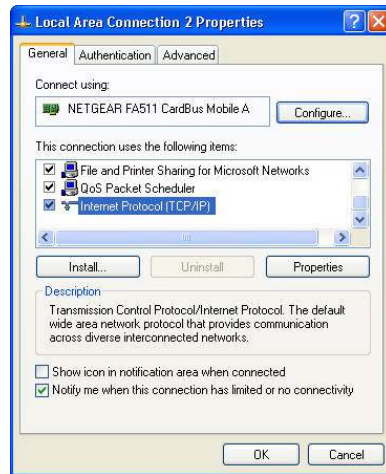 Local Area Connection 2 Properties
General Authentication Advanced
Connect using:
NETGEAR FA511 CardBus Mobile A
Configure...
This connection uses the following items:
File and Printer Sharing for Microsoft Networks
QoS Packet Scheduler
Internet Protocol (TCP/IP)
Install... Uninstall Properties
Description
Transmission Control Protocol/Internet Protocol. The default
wide area network protocol that provides communication
across diverse interconnected networks.
Show icon in notification area when connected
Notify me when this connection has limited or no connectivity
OK Cancel